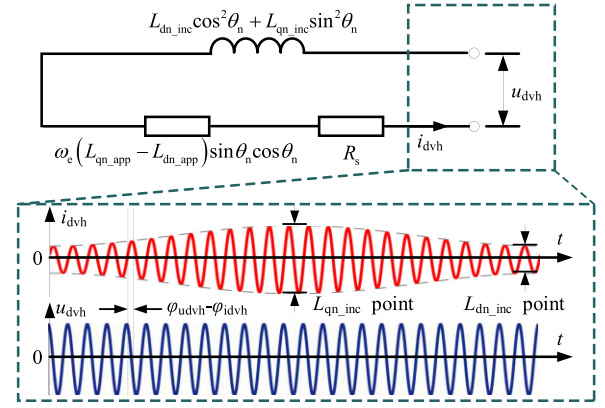 L_dn_inc cos²θ_n + L_qn_inc sin²θ_n
u_dvh
i_dvh
ω_e(L_qn_app − L_dn_app) sinθ_n cosθ_n
R_s
i_dvh
t
0
L_qn_inc point
L_dn_inc point
u_dvh
φ_udvh-φ_idvh
t
0